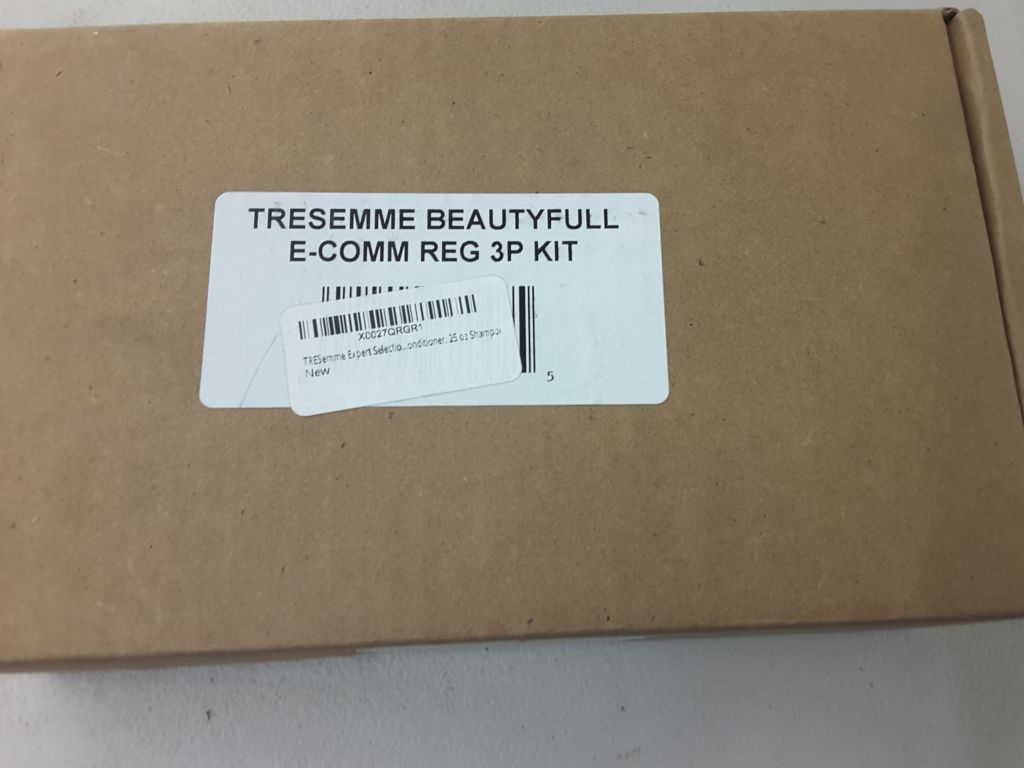 TRESEMME BEAUTYFULL
E-COMM REG 3P KIT
X0027QRGR1
TRESemme Expert Selectio...onditioner, 25 oz Shampo
New
5